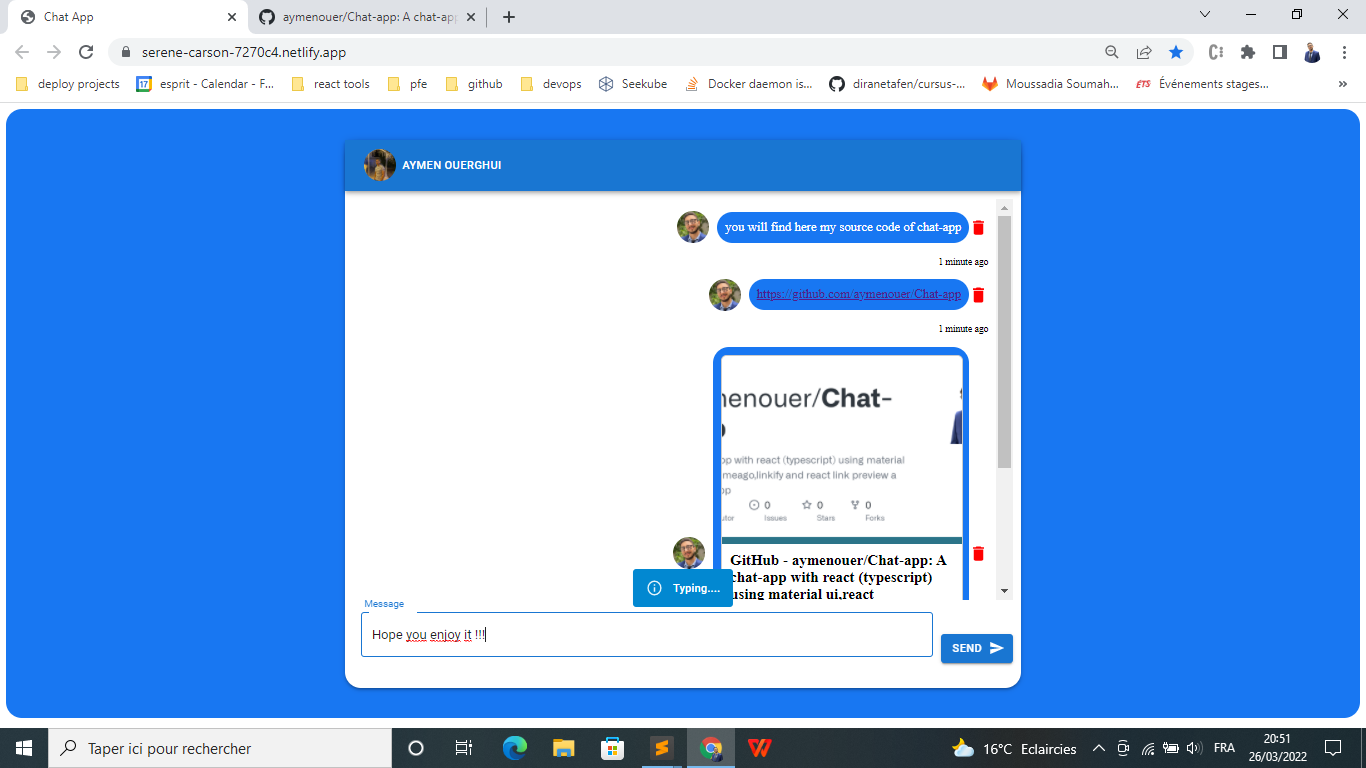 Chat App
aymenouer/Chat-app: A chat-app
serene-carson-7270c4.netlify.app
deploy projects
17
esprit - Calendar - F...
react tools
pfe
github
devops
Seekube
Docker daemon is...
diranetafen/cursus-...
Moussadia Soumah...
ETS
Événements stages...
»
AYMEN OUERGHUI
you will find here my source code of chat-app
1 minute ago
https://github.com/aymenouer/Chat-app
1 minute ago
menouer/Chat-
pp with react (typescript) using material
meago,linkify and react link preview a
pp
0
0
0
utor
Issues
Stars
Forks
GitHub - aymenouer/Chat-app: A
chat-app with react (typescript)
using material ui,react
Typing....
Message
Hope you enjoy it !!!
SEND
Taper ici pour rechercher
16°C Eclaircies
FRA
20:51
26/03/2022